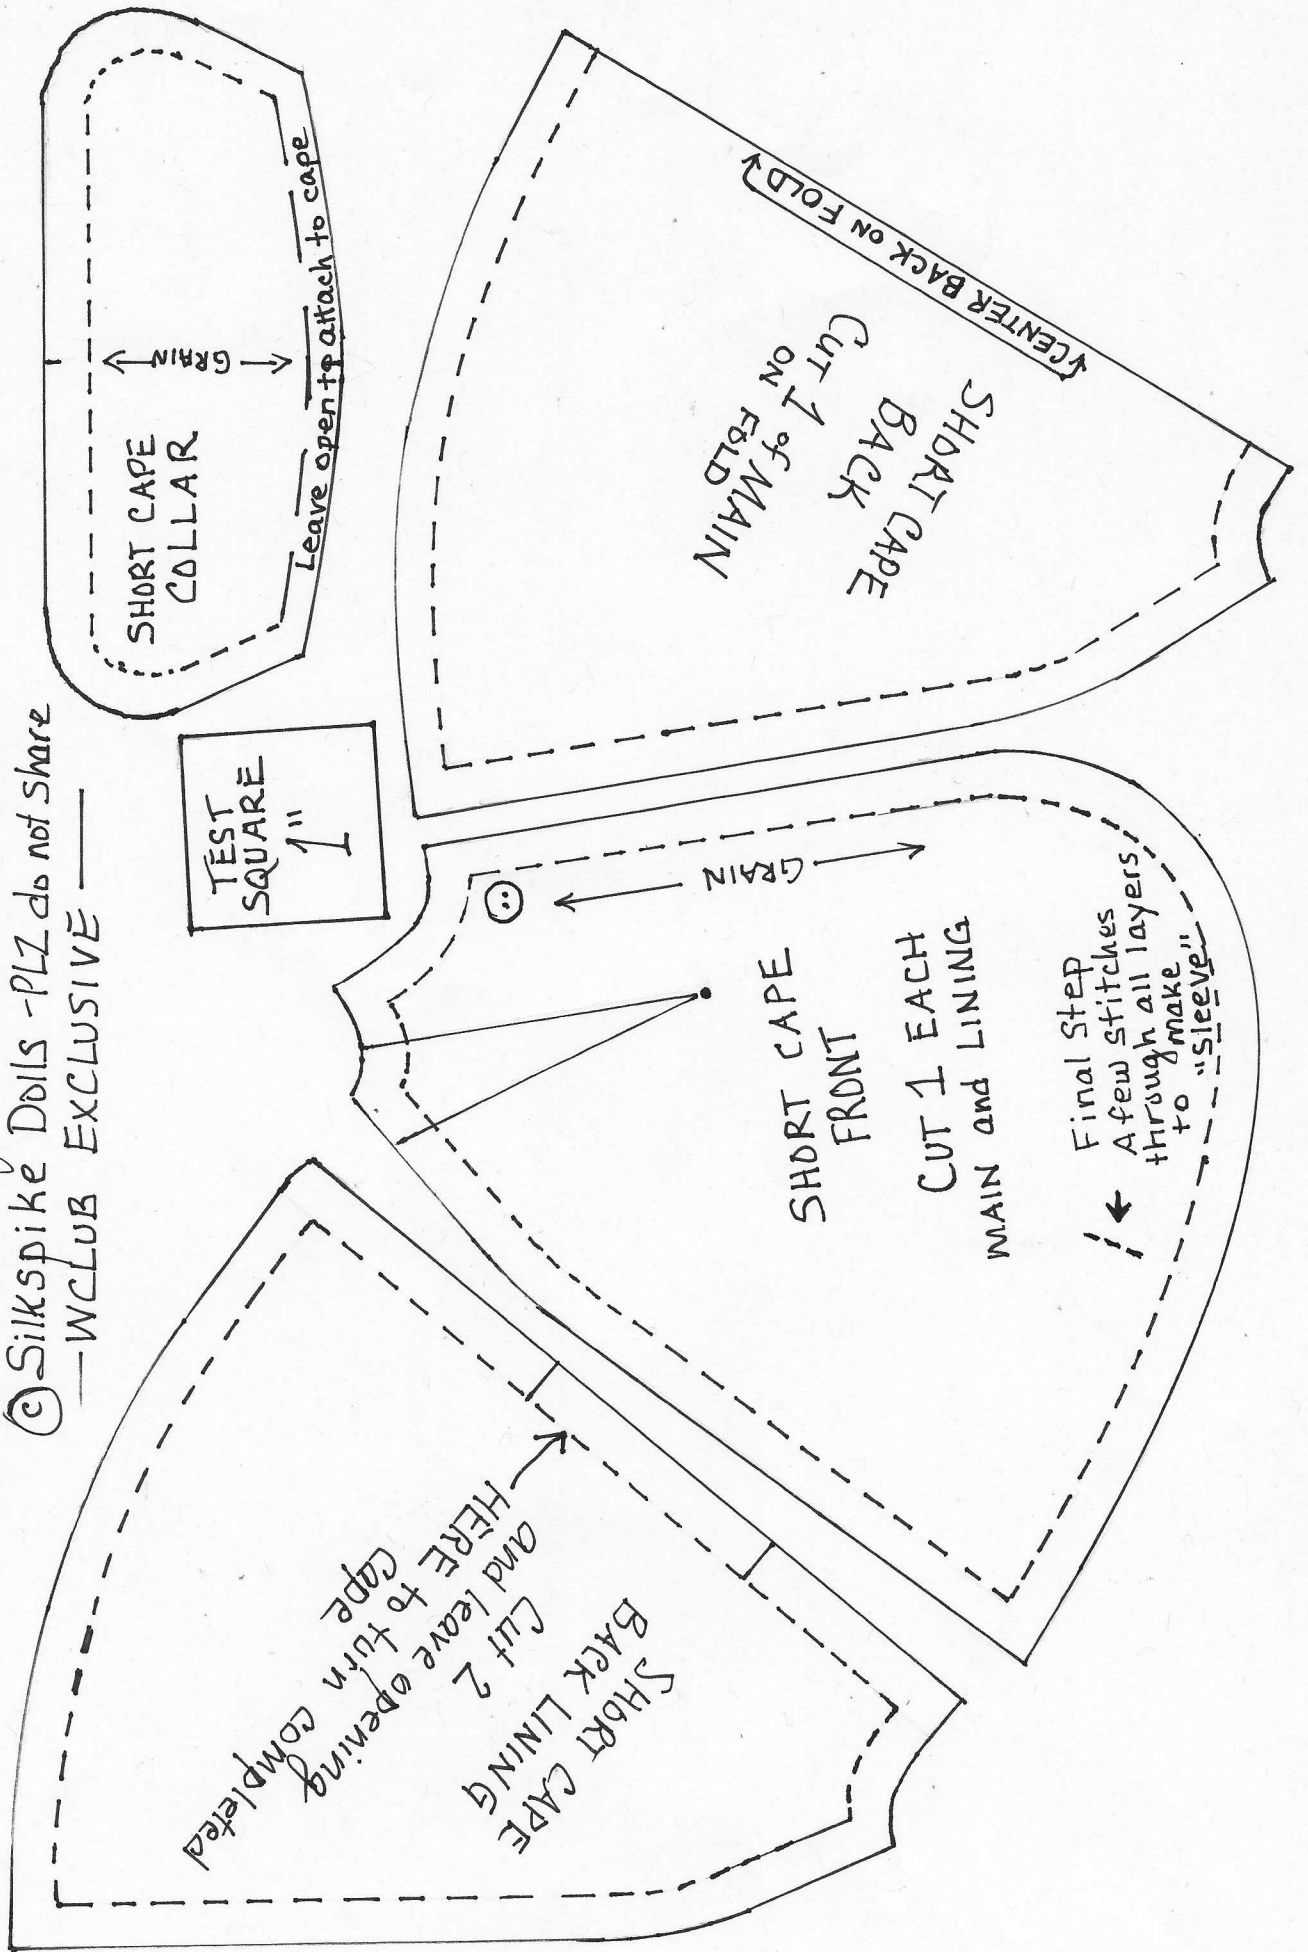 © Silkspike Dolls - PLZ do not share
WCLUB EXCLUSIVE
SHORT CAPE
COLLAR
GRAIN
Leave open to attach to cape
TEST
SQUARE
1"
CENTER BACK ON FOLD
SHORT CAPE
BACK
CUT 1 of MAIN
ON FOLD
GRAIN
SHORT CAPE
FRONT
CUT 1 EACH
MAIN and LINING
Final Step
A few stitches
through all layers
to make
"sleeve"
SHORT CAPE
BACK LINING
Cut 2
and leave opening
HERE to turn completed
cape